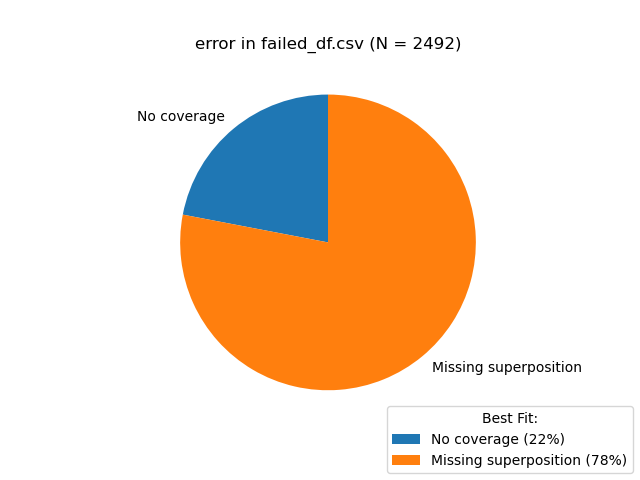 error in failed_df.csv (N = 2492)
No coverage
Missing superposition
Best Fit:
No coverage (22%)
Missing superposition (78%)